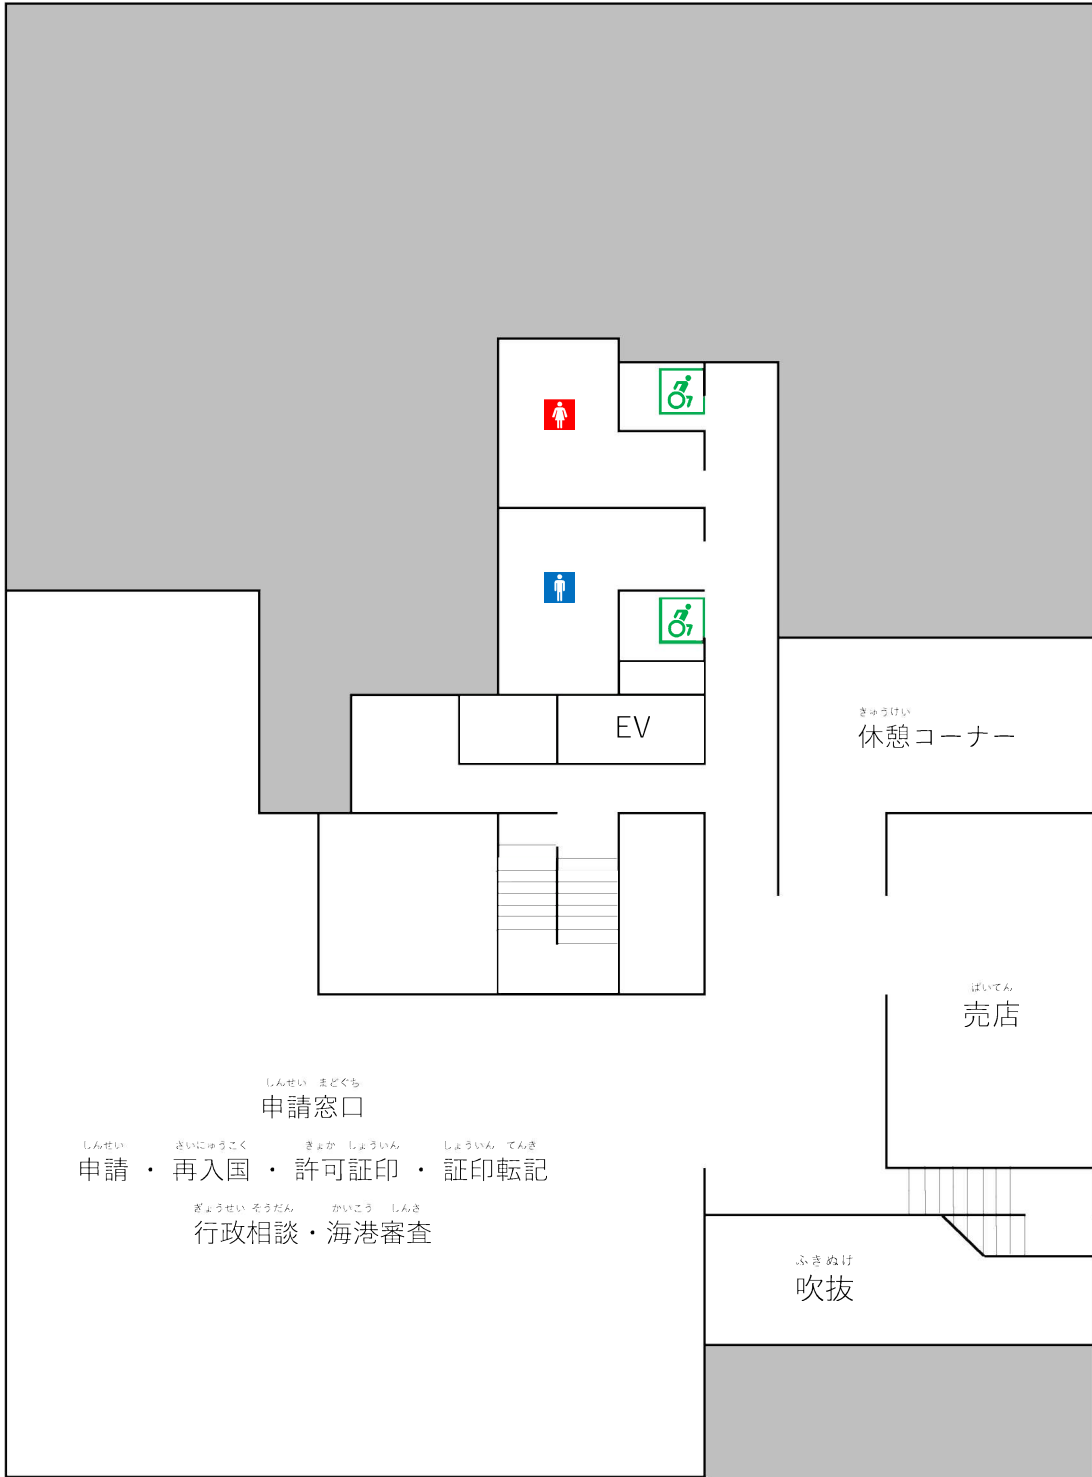 EV
きゅうけい
休憩コーナー
ばいてん
売店
しんせい まどぐち
申請窓口
しんせい さいにゅうこく きょか しょういん しょういん てんき
申請 ・ 再入国 ・ 許可証印 ・ 証印転記
ぎょうせい そうだん かいこう しんさ
行政相談・海港審査
ふきぬけ
吹抜